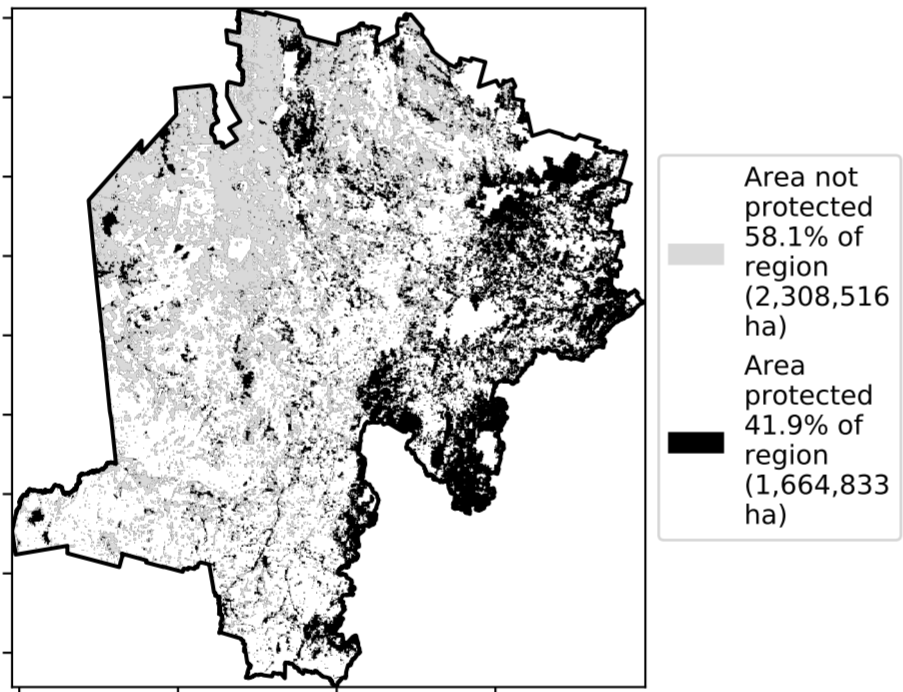 Area not
protected
58.1% of
region
(2,308,516
ha)
Area
protected
41.9% of
region
(1,664,833
ha)